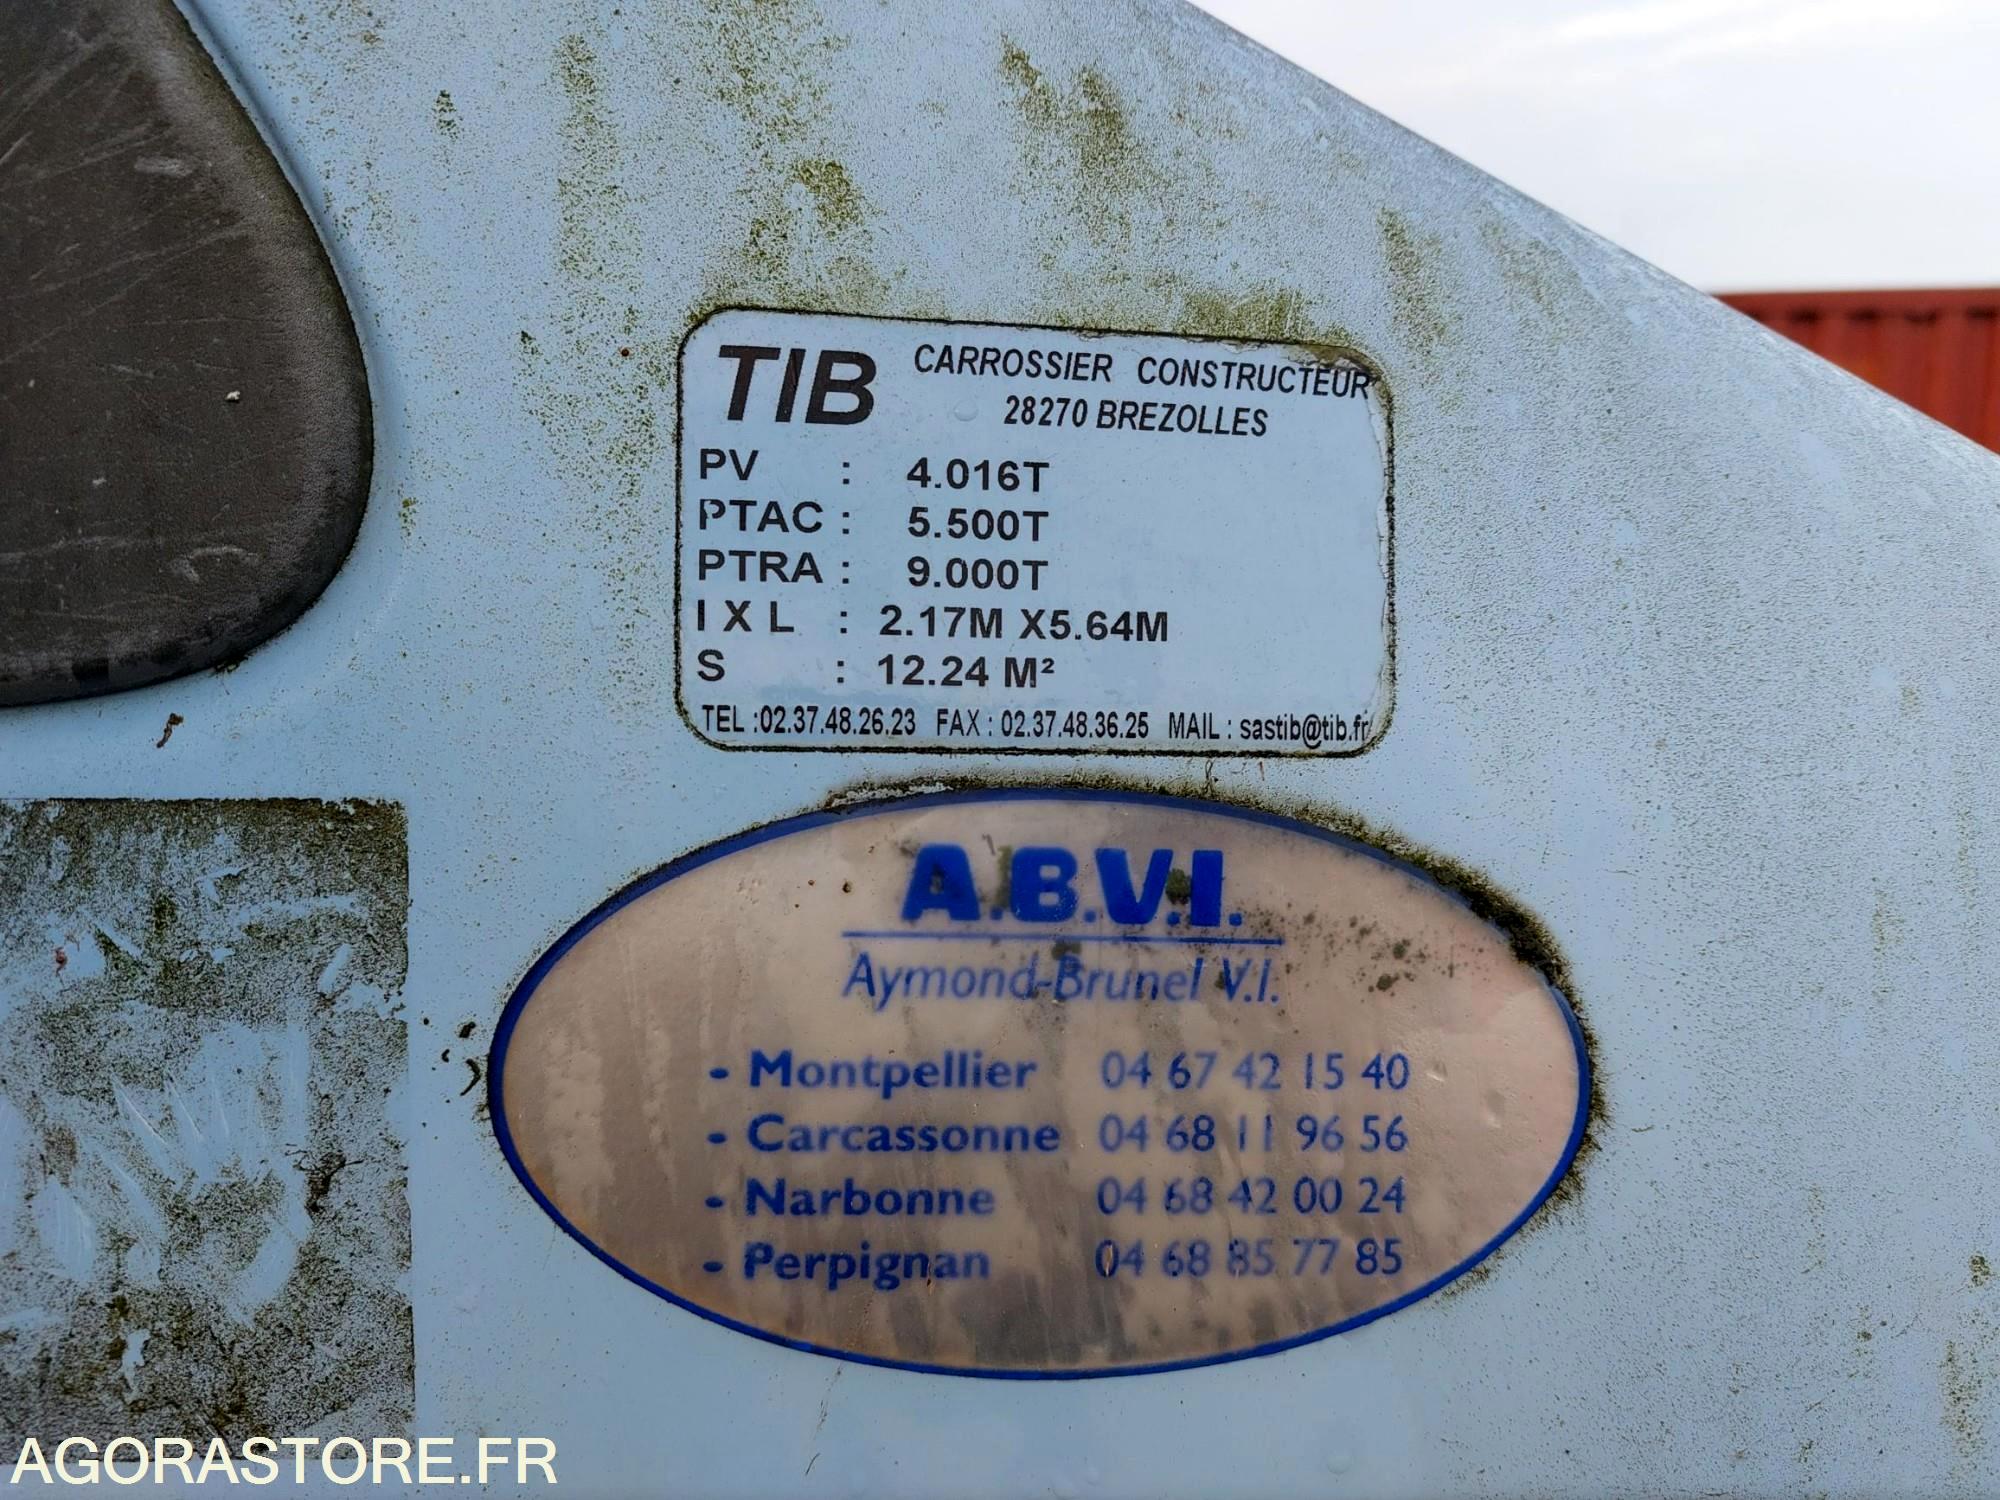 TIB CARROSSIER CONSTRUCTEUR
28270 BREZOLLES
PV : 4.016T
PTAC : 5.500T
PTRA : 9.000T
I X L : 2.17M X5.64M
S : 12.24 M²
TEL :02.37.48.26.23 FAX : 02.37.48.36.25 MAIL : sastib@tib.fr
A.B.V.I.
Aymond-Brunel V.I.
- Montpellier 04 67 42 15 40
- Carcassonne 04 68 11 96 56
- Narbonne 04 68 42 00 24
- Perpignan 04 68 85 77 85
AGORASTORE.FR